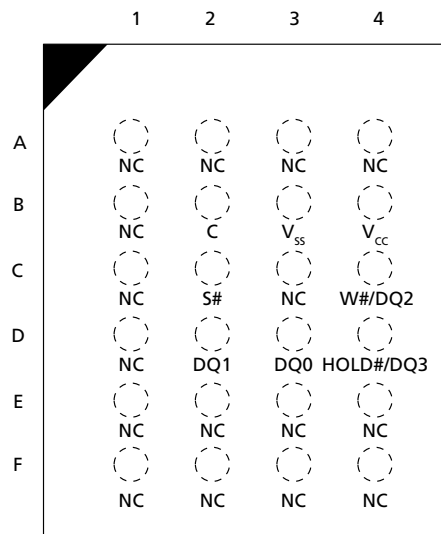 1 2 3 4
A
NC NC NC NC
B
NC C VSS VCC
C
NC S# NC W#/DQ2
D
NC DQ1 DQ0 HOLD#/DQ3
E
NC NC NC NC
F
NC NC NC NC